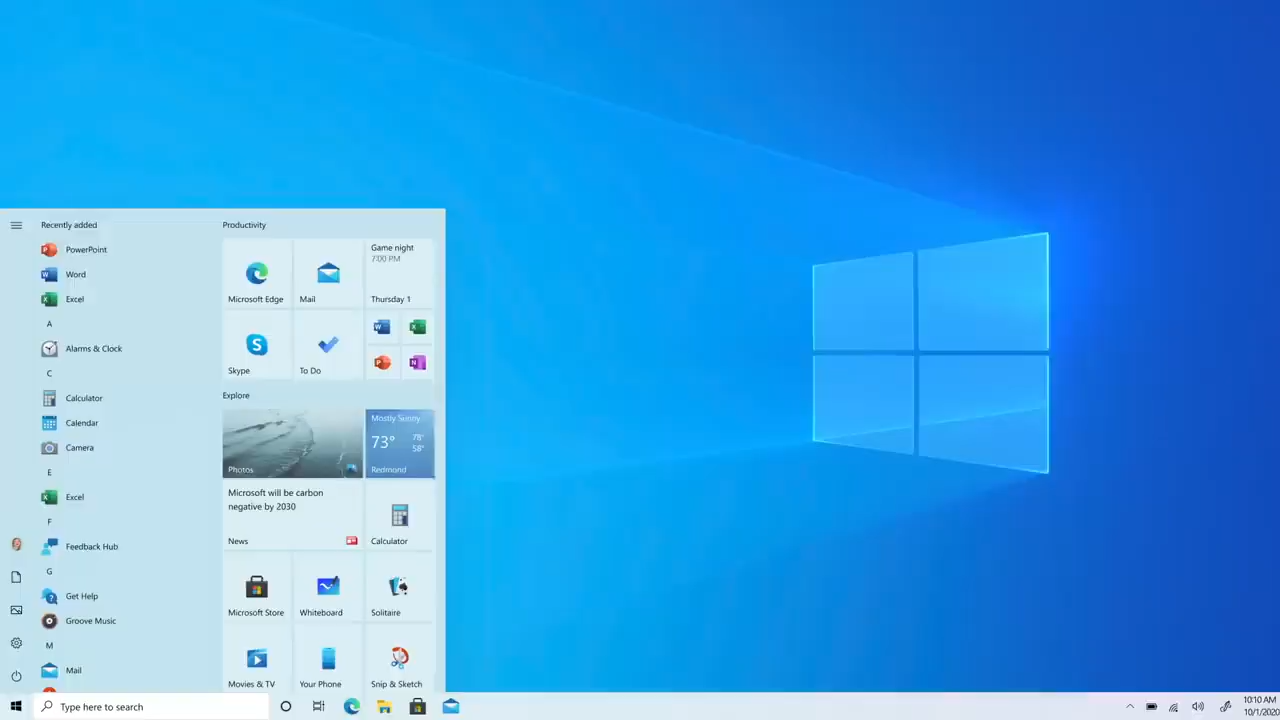 Recently added
PowerPoint
Word
Excel
A
Alarms & Clock
C
Calculator
Calendar
Camera
E
Excel
F
Feedback Hub
G
Get Help
Groove Music
M
Mail
Productivity
Microsoft Edge
Mail
Game night
7:00 PM
Thursday 1
Skype
To Do
Explore
Photos
Mostly Sunny
73° 78°
58°
Redmond
Microsoft will be carbon
negative by 2030
News
Calculator
Microsoft Store
Whiteboard
Solitaire
Movies & TV
Your Phone
Snip & Sketch
Type here to search
10:10 AM
10/1/2020